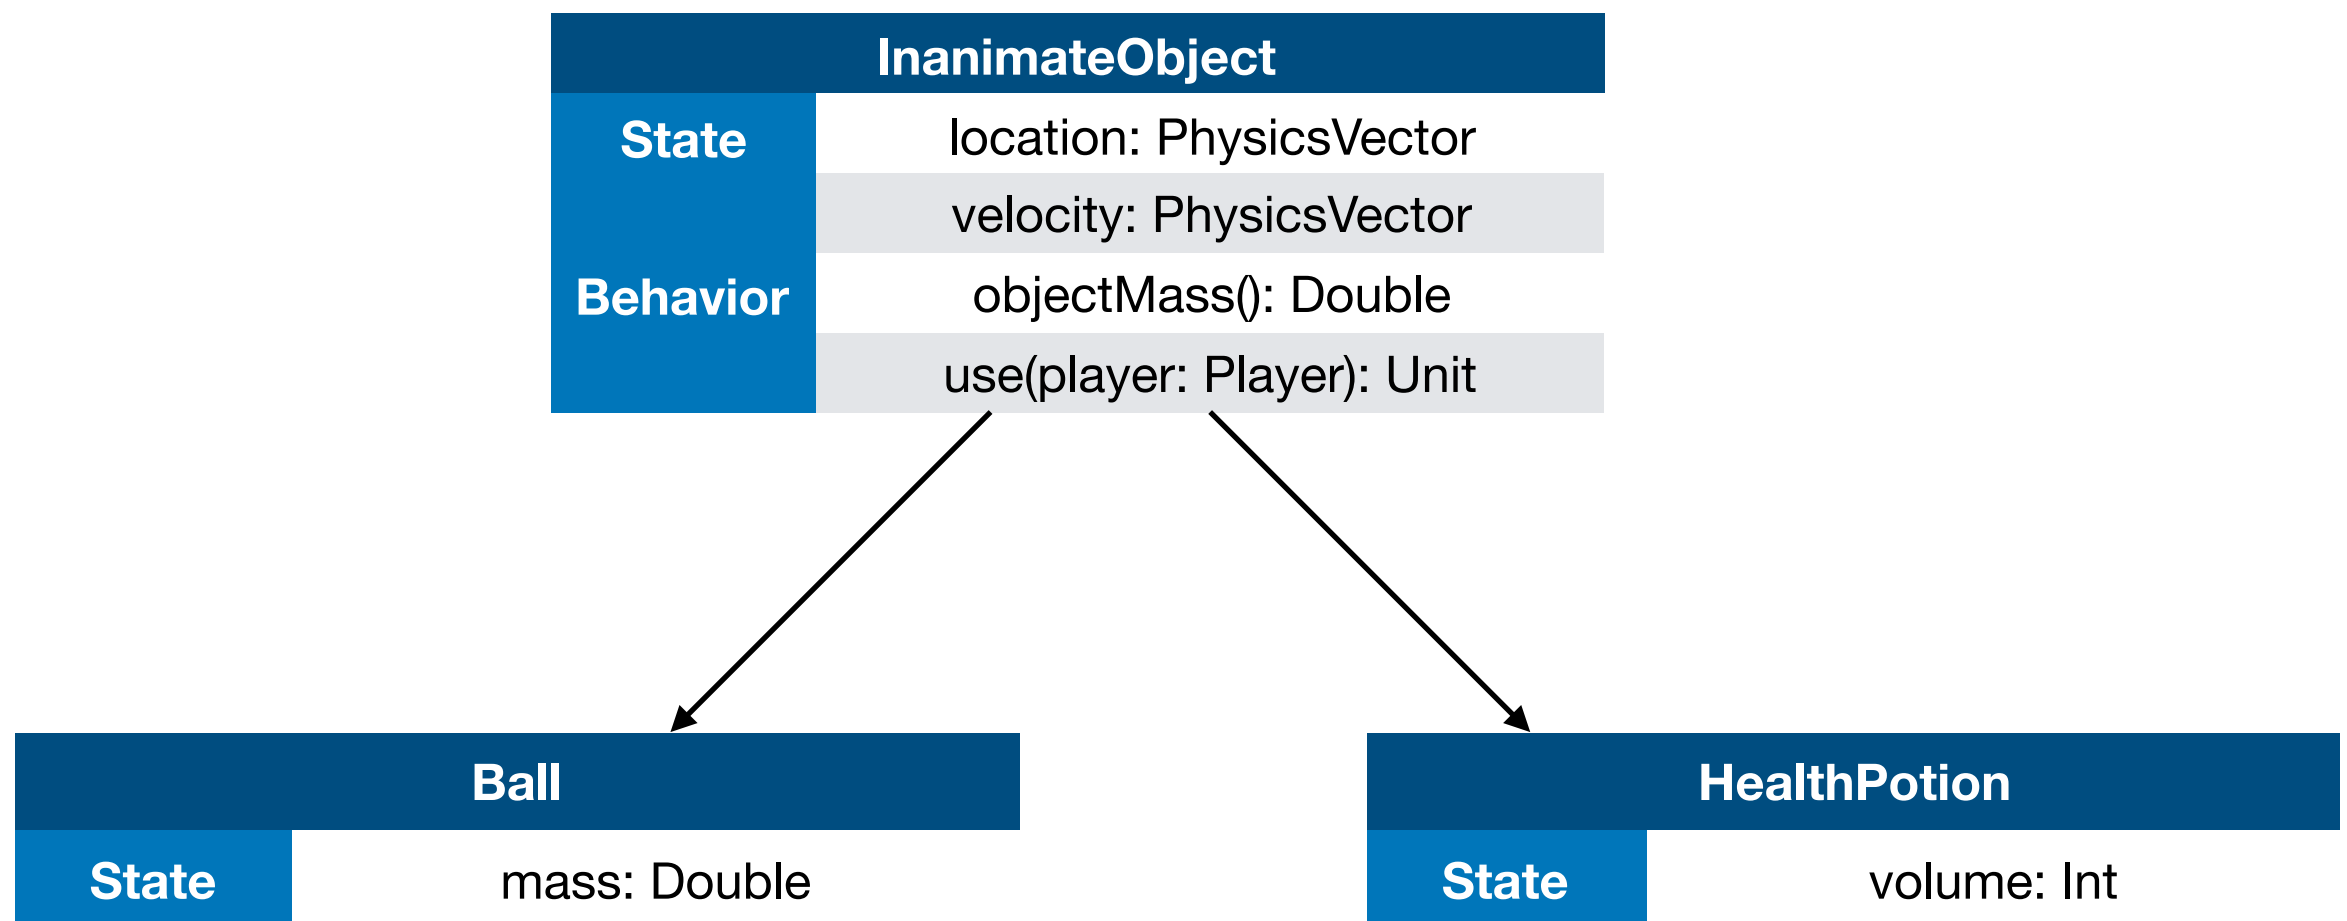 InanimateObject
State
location: PhysicsVector
velocity: PhysicsVector
Behavior
objectMass(): Double
use(player: Player): Unit
Ball
State
mass: Double
HealthPotion
State
volume: Int